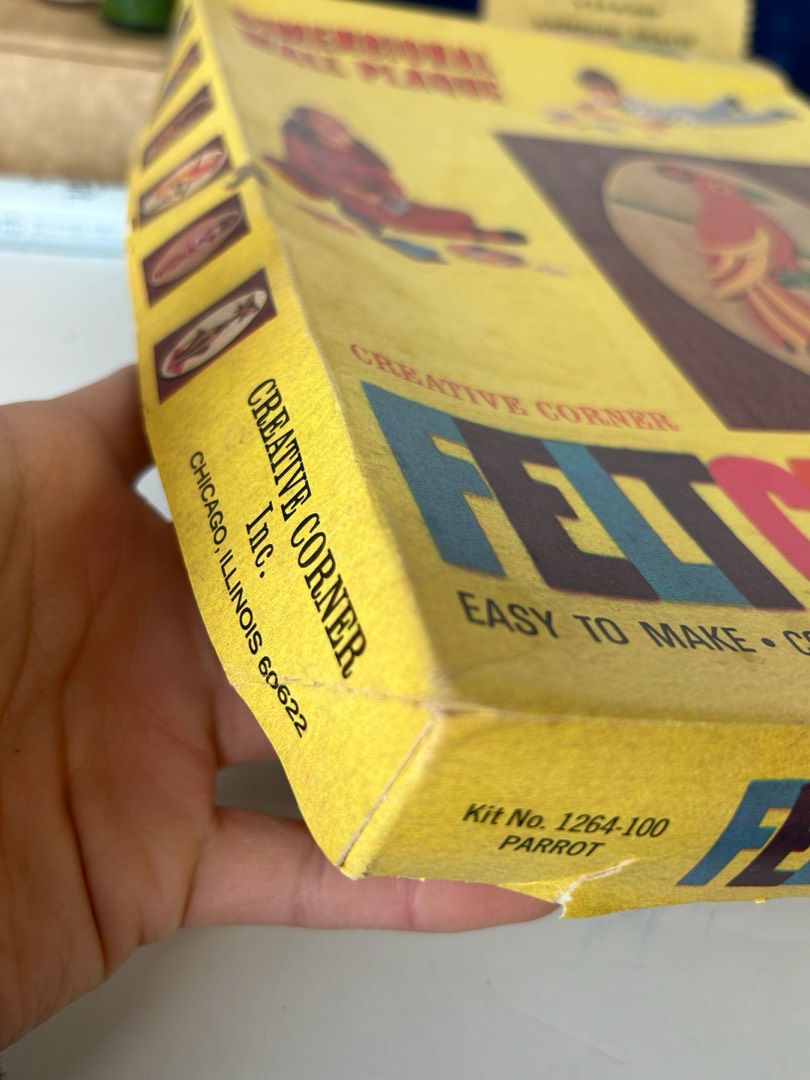 DIMENSIONAL
WALL PLAQUE
CREATIVE CORNER
FELT
EASY TO MAKE •
CREATIVE CORNER
Inc.
CHICAGO, ILLINOIS 60622
Kit No. 1264-100
PARROT